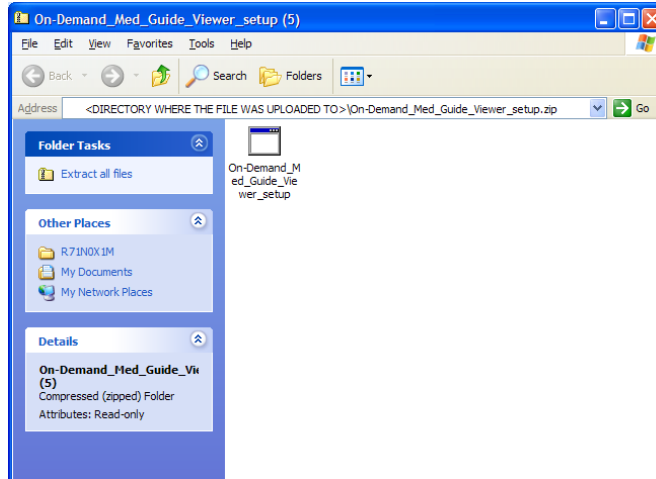 On-Demand_Med_Guide_Viewer_setup (5)
File Edit View Favorites Tools Help
Back Search Folders
Address <DIRECTORY WHERE THE FILE WAS UPLOADED TO>\On-Demand_Med_Guide_Viewer_setup.zip Go
Folder Tasks
Extract all files
Other Places
R71N0X1M
My Documents
My Network Places
Details
On-Demand_Med_Guide_Vi
(5)
Compressed (zipped) Folder
Attributes: Read-only
On-Demand_M
ed_Guide_Vie
wer_setup